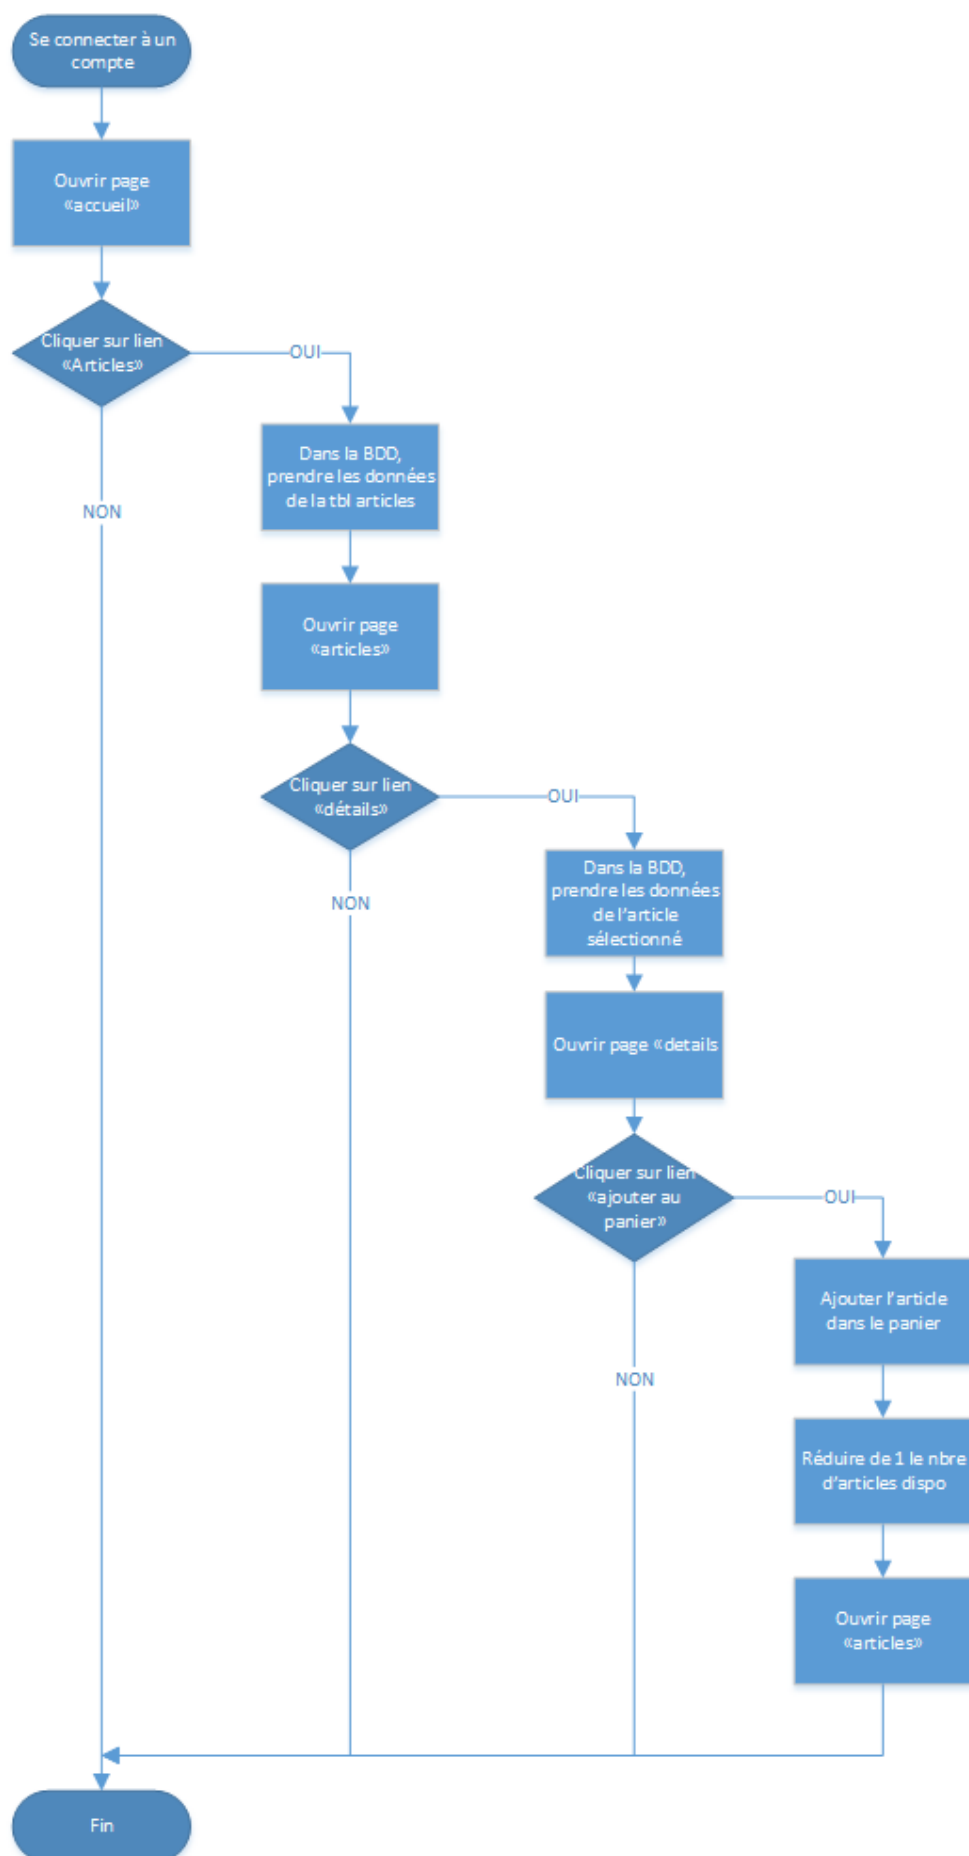 Se connecter à un
compte
Ouvrir page
«accueil»
Cliquer sur lien
«Articles»
OUI
NON
Dans la BDD,
prendre les données
de la tbl articles
Ouvrir page
«articles»
Cliquer sur lien
«détails»
OUI
NON
Dans la BDD,
prendre les données
de l'article
sélectionné
Ouvrir page «details
Cliquer sur lien
«ajouter au
panier»
OUI
NON
Ajouter l'article
dans le panier
Réduire de 1 le nbre
d'articles dispo
Ouvrir page
«articles»
Fin